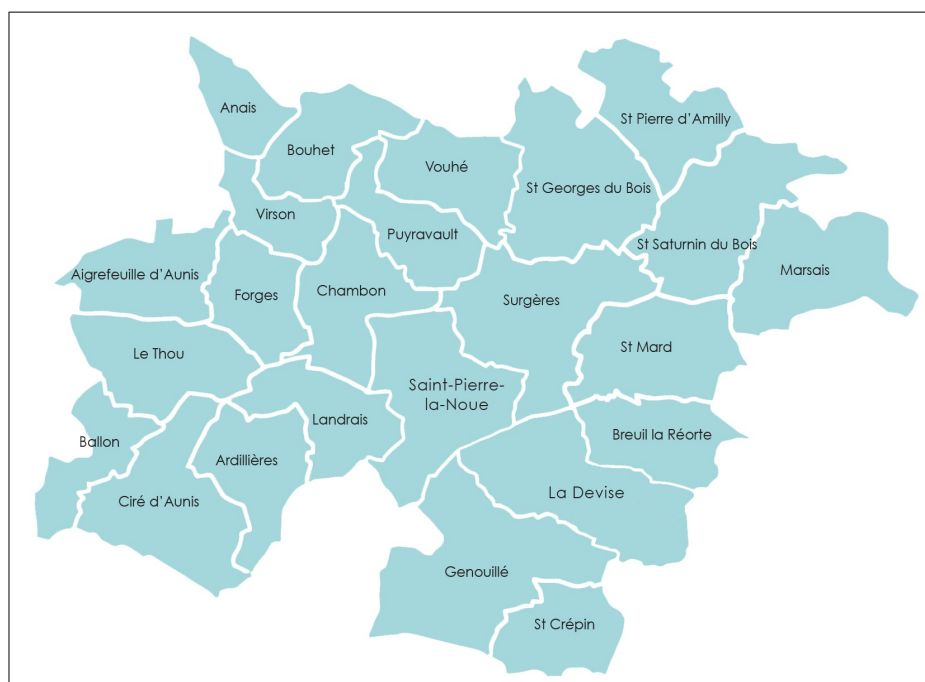 Anais
St Pierre d'Amilly
Bouhet
Vouhé
St Georges du Bois
Virson
Puyravault
St Saturnin du Bois
Aigrefeuille d'Aunis
Marsais
Forges
Chambon
Surgères
Le Thou
St Mard
Saint-Pierre-
la-Noue
Landrais
Breuil la Réorte
Ballon
Ardillières
La Devise
Ciré d'Aunis
Genouillé
St Crépin